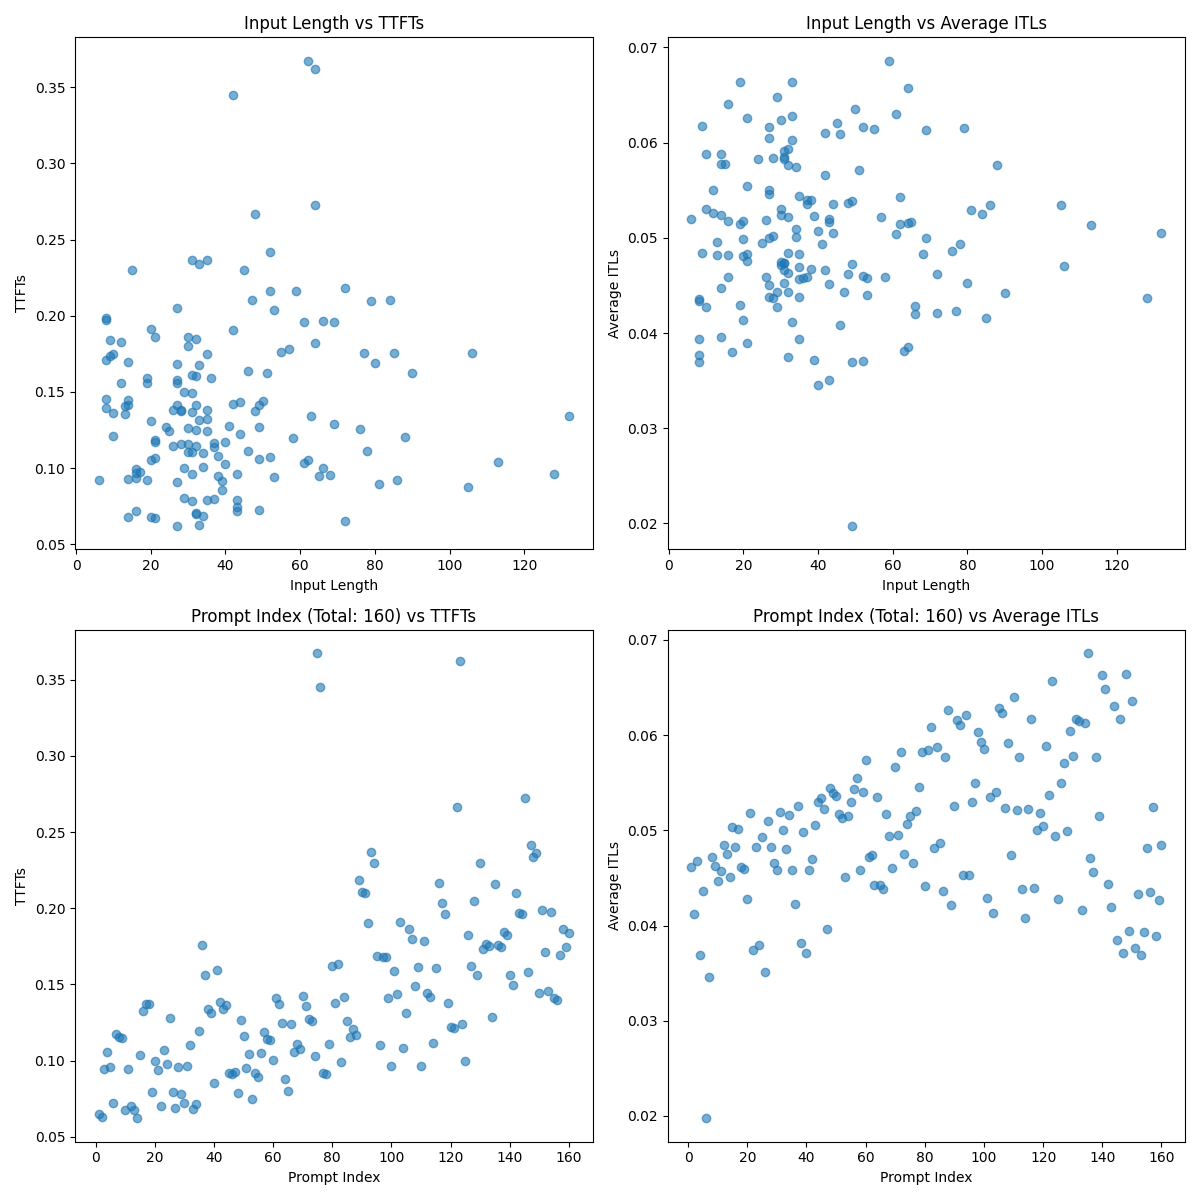 Input Length vs TTFTs
TTFTs
0.35
0.30
0.25
0.20
0.15
0.10
0.05
0 20 40 60 80 100 120
Input Length
Input Length vs Average ITLs
Average ITLs
0.07
0.06
0.05
0.04
0.03
0.02
0 20 40 60 80 100 120
Input Length
Prompt Index (Total: 160) vs TTFTs
TTFTs
0.35
0.30
0.25
0.20
0.15
0.10
0.05
0 20 40 60 80 100 120 140 160
Prompt Index
Prompt Index (Total: 160) vs Average ITLs
Average ITLs
0.07
0.06
0.05
0.04
0.03
0.02
0 20 40 60 80 100 120 140 160
Prompt Index